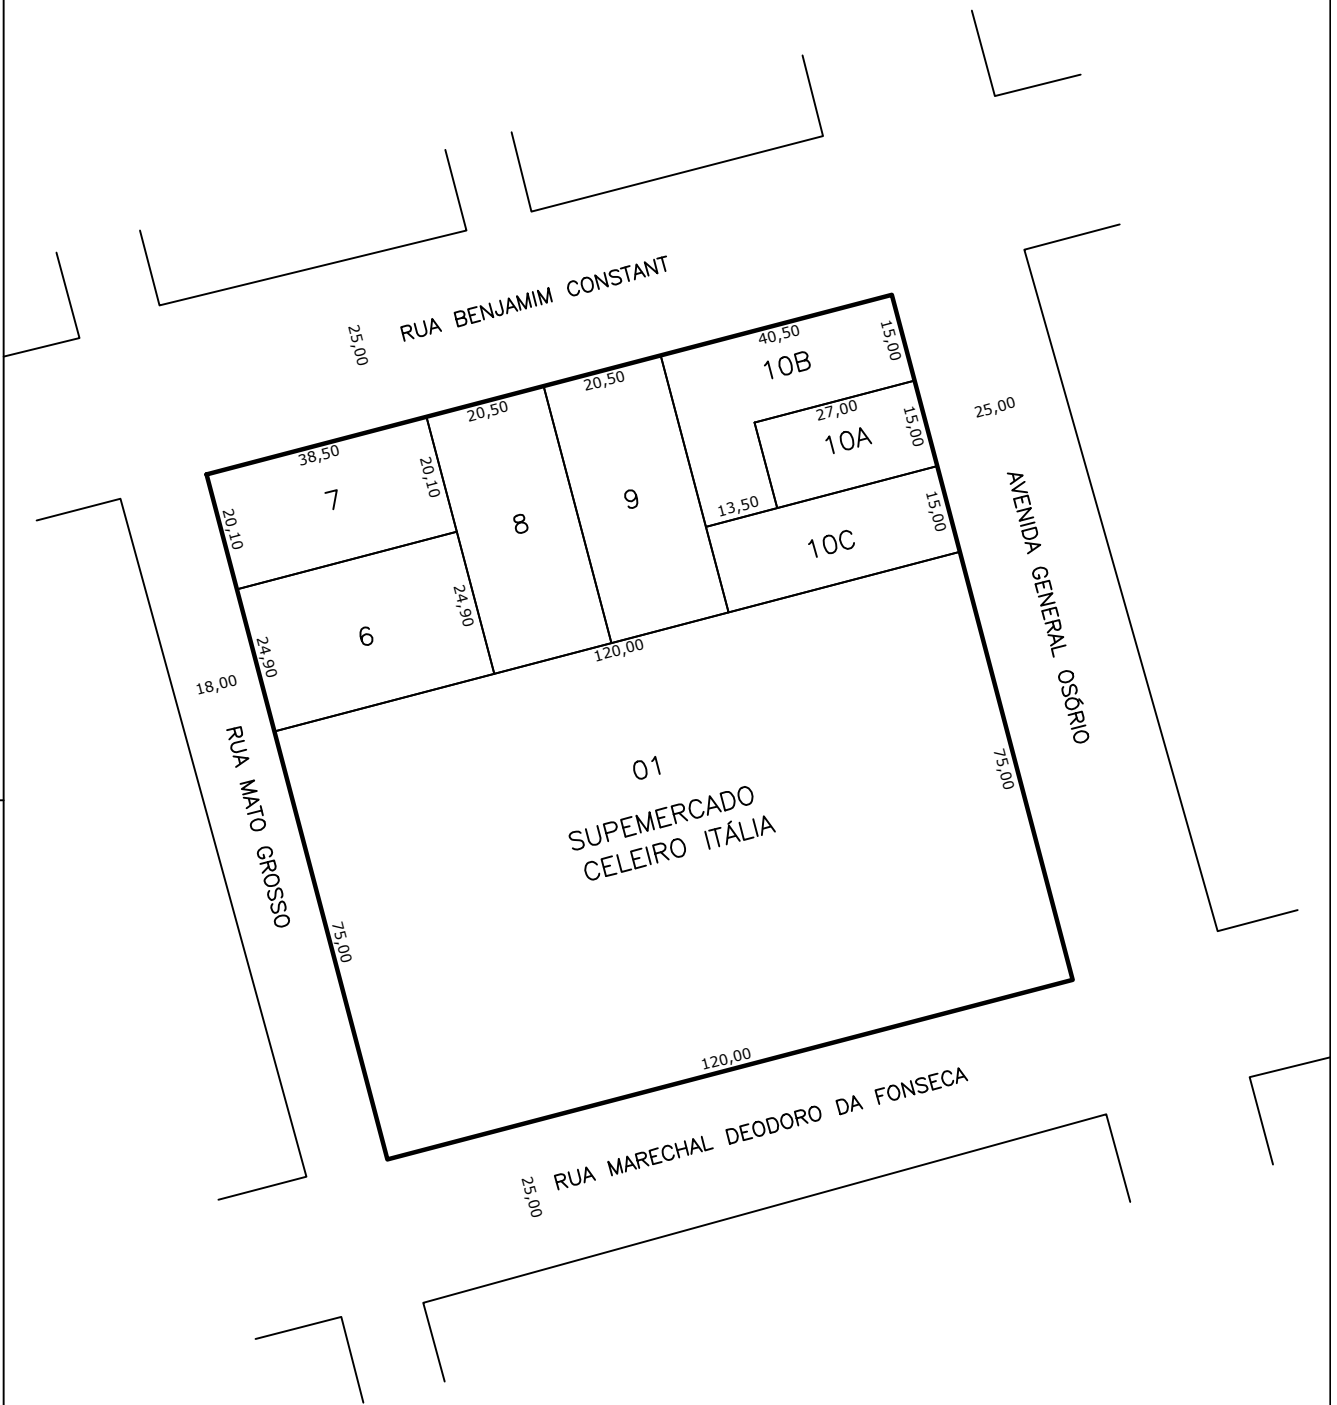 RUA BENJAMIM CONSTANT
25,00
40,50
15,00
10B
20,50
20,50
27,00
15,00
25,00
10A
38,50
20,10
7
20,10
8
9
13,50
15,00
10C
AVENIDA GENERAL OSÓRIO
24,90
6
24,90
120,00
18,00
RUA MATO GROSSO
01
SUPEMERCADO
CELEIRO ITÁLIA
75,00
75,00
120,00
RUA MARECHAL DEODORO DA FONSECA
25,00